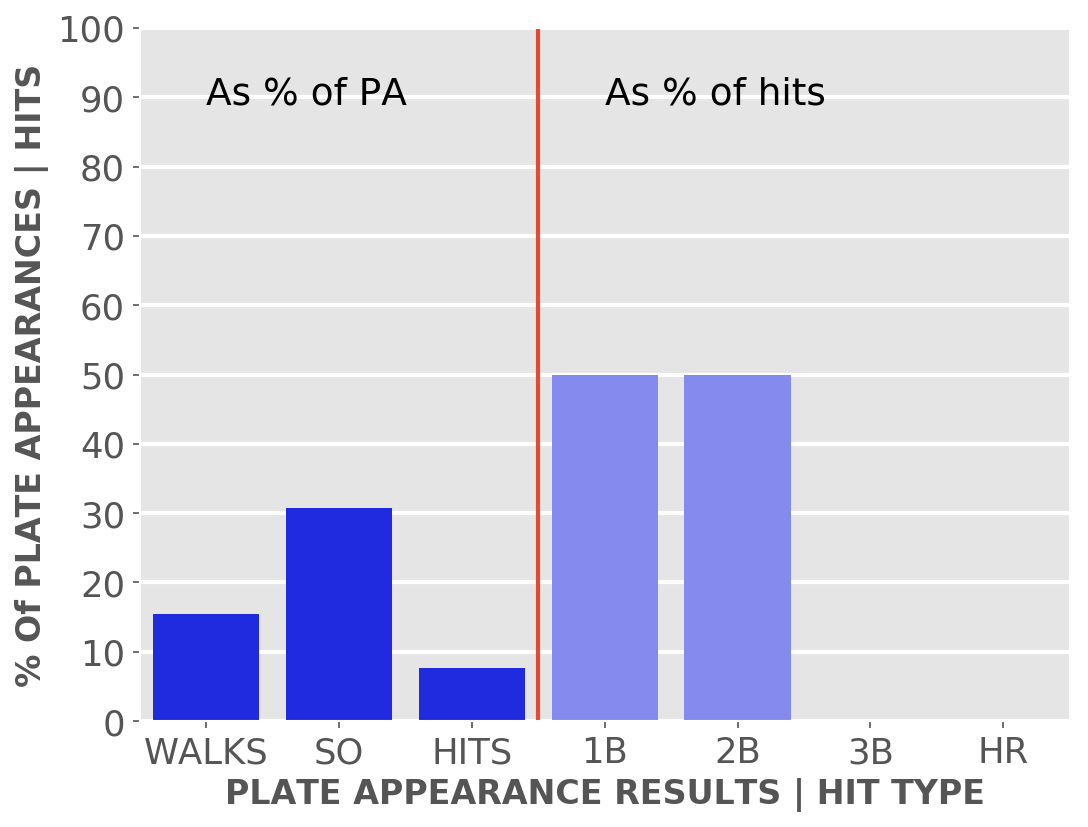 % Of PLATE APPEARANCES | HITS
100
90
80
70
60
50
40
30
20
10
0
As % of PA
As % of hits
WALKS SO HITS 1B 2B 3B HR
PLATE APPEARANCE RESULTS | HIT TYPE